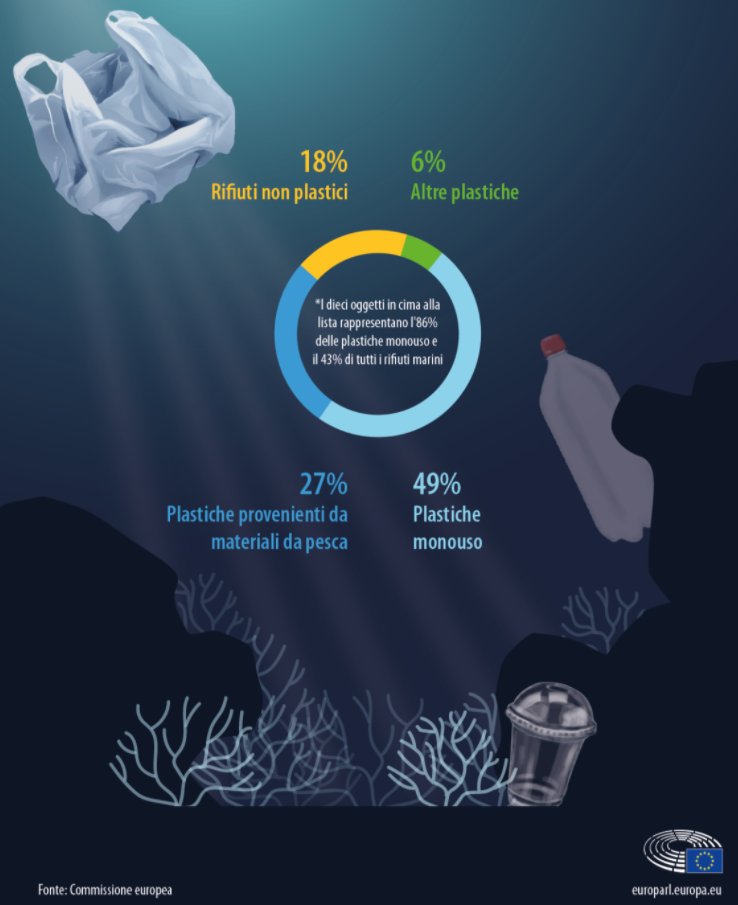 18%
Rifiuti non plastici
6%
Altre plastiche
*I dieci oggetti in cima alla
lista rappresentano l'86%
delle plastiche monouso e
il 43% di tutti i rifiuti marini
27%
Plastiche provenienti da
materiali da pesca
49%
Plastiche
monouso
Fonte: Commissione europea
europarl.europa.eu